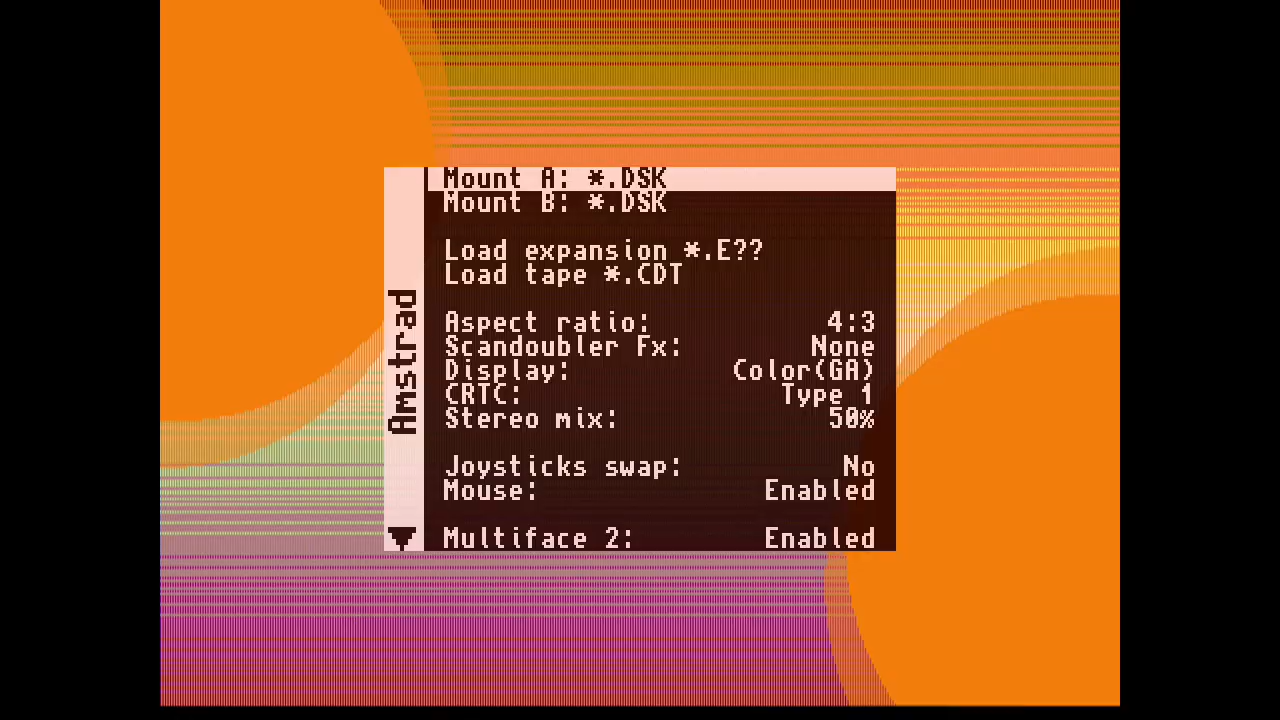 Mount A: *.DSK
Mount B: *.DSK
Load expansion *.E??
Load tape *.CDT
Aspect ratio: 4:3
Scandoubler Fx: None
Display: Color(GA)
CRTC: Type 1
Stereo mix: 50%
Joysticks swap: No
Mouse: Enabled
Multiface 2: Enabled
Amstrad